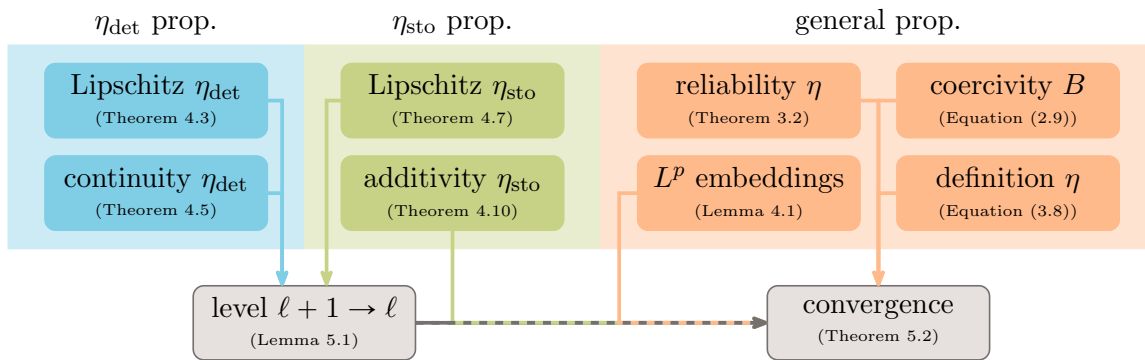 η_det prop.
η_sto prop.
general prop.
Lipschitz η_det
(Theorem 4.3)
Lipschitz η_sto
(Theorem 4.7)
reliability η
(Theorem 3.2)
coercivity B
(Equation (2.9))
continuity η_det
(Theorem 4.5)
additivity η_sto
(Theorem 4.10)
L^p embeddings
(Lemma 4.1)
definition η
(Equation (3.8))
level ℓ + 1 → ℓ
(Lemma 5.1)
convergence
(Theorem 5.2)